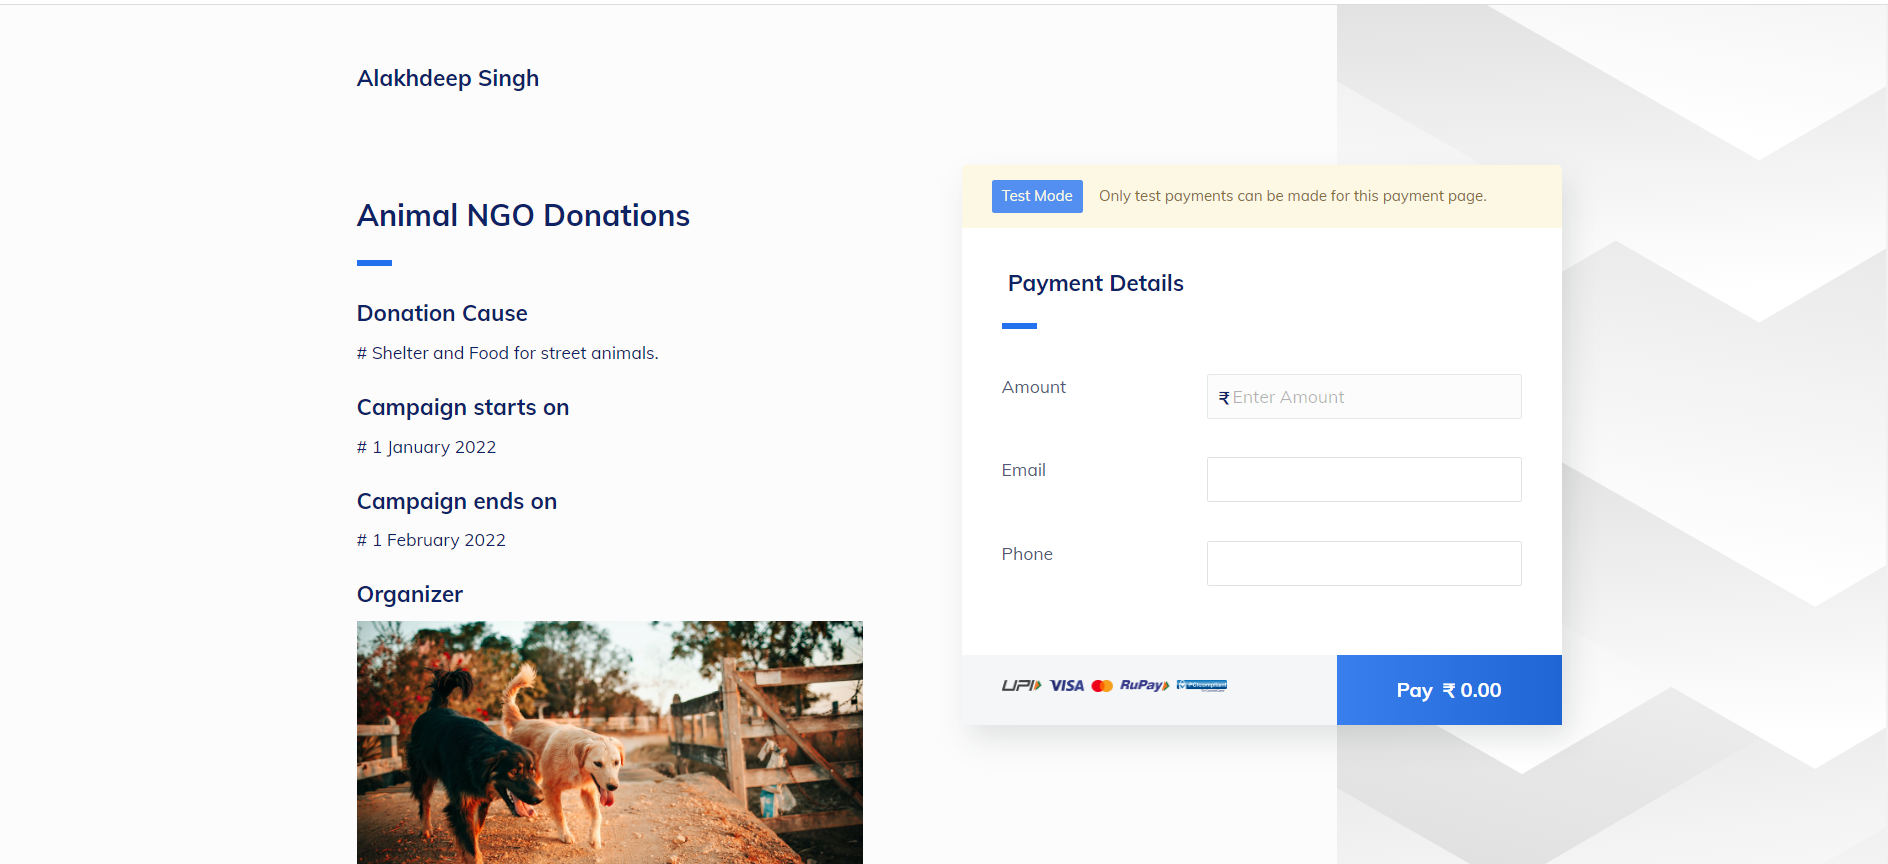 Alakhdeep Singh
Animal NGO Donations
Donation Cause
# Shelter and Food for street animals.
Campaign starts on
# 1 January 2022
Campaign ends on
# 1 February 2022
Organizer
Test Mode Only test payments can be made for this payment page.
Payment Details
Amount ₹ Enter Amount
Email
Phone
UPI VISA RuPay PCI compliant
Pay ₹ 0.00